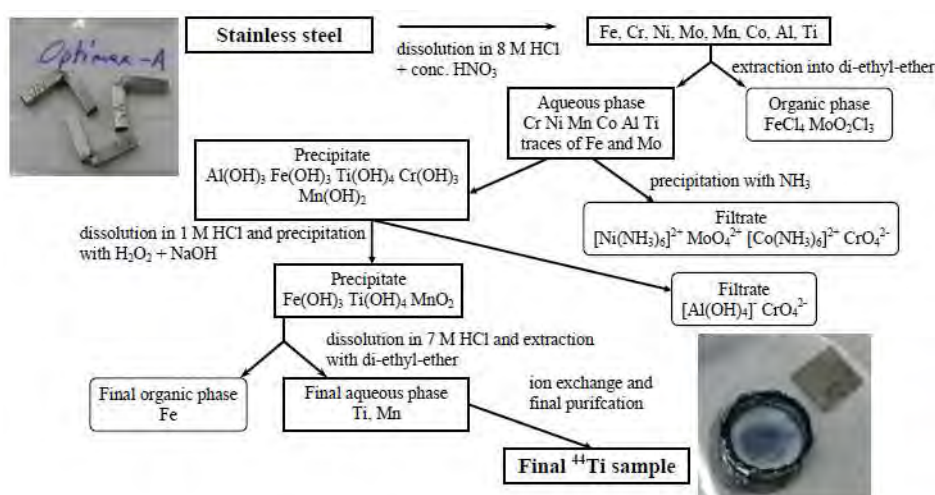 Optimax-A
Stainless steel
dissolution in 8 M HCl
+ conc. HNO₃
Fe, Cr, Ni, Mo, Mn, Co, Al, Ti
extraction into di-ethyl-ether
Aqueous phase
Cr Ni Mn Co Al Ti
traces of Fe and Mo
Organic phase
FeCl₄ MoO₂Cl₃
Precipitate
Al(OH)₃ Fe(OH)₃ Ti(OH)₄ Cr(OH)₃
Mn(OH)₂
precipitation with NH₃
Filtrate
[Ni(NH₃)₆]²⁺ MoO₄²⁺ [Co(NH₃)₆]²⁺ CrO₄²⁻
dissolution in 1 M HCl and precipitation
with H₂O₂ + NaOH
Precipitate
Fe(OH)₃ Ti(OH)₄ MnO₂
Filtrate
[Al(OH)₄]⁻ CrO₄²⁻
dissolution in 7 M HCl and extraction
with di-ethyl-ether
Final organic phase
Fe
Final aqueous phase
Ti, Mn
ion exchange and
final purifcation
Final ⁴⁴Ti sample